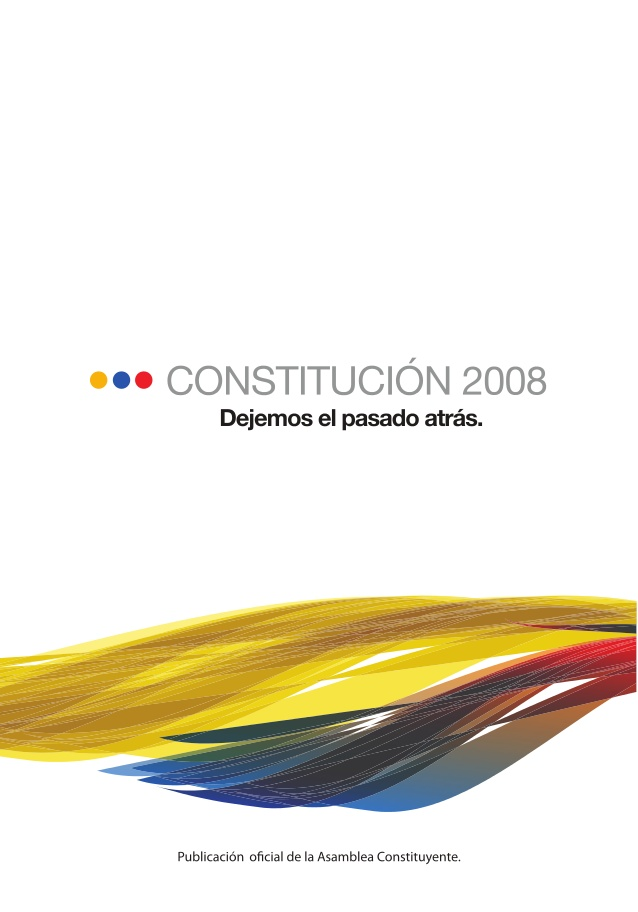 CONSTITUCIÓN 2008
Dejemos el pasado atrás.
Publicación oficial de la Asamblea Constituyente.